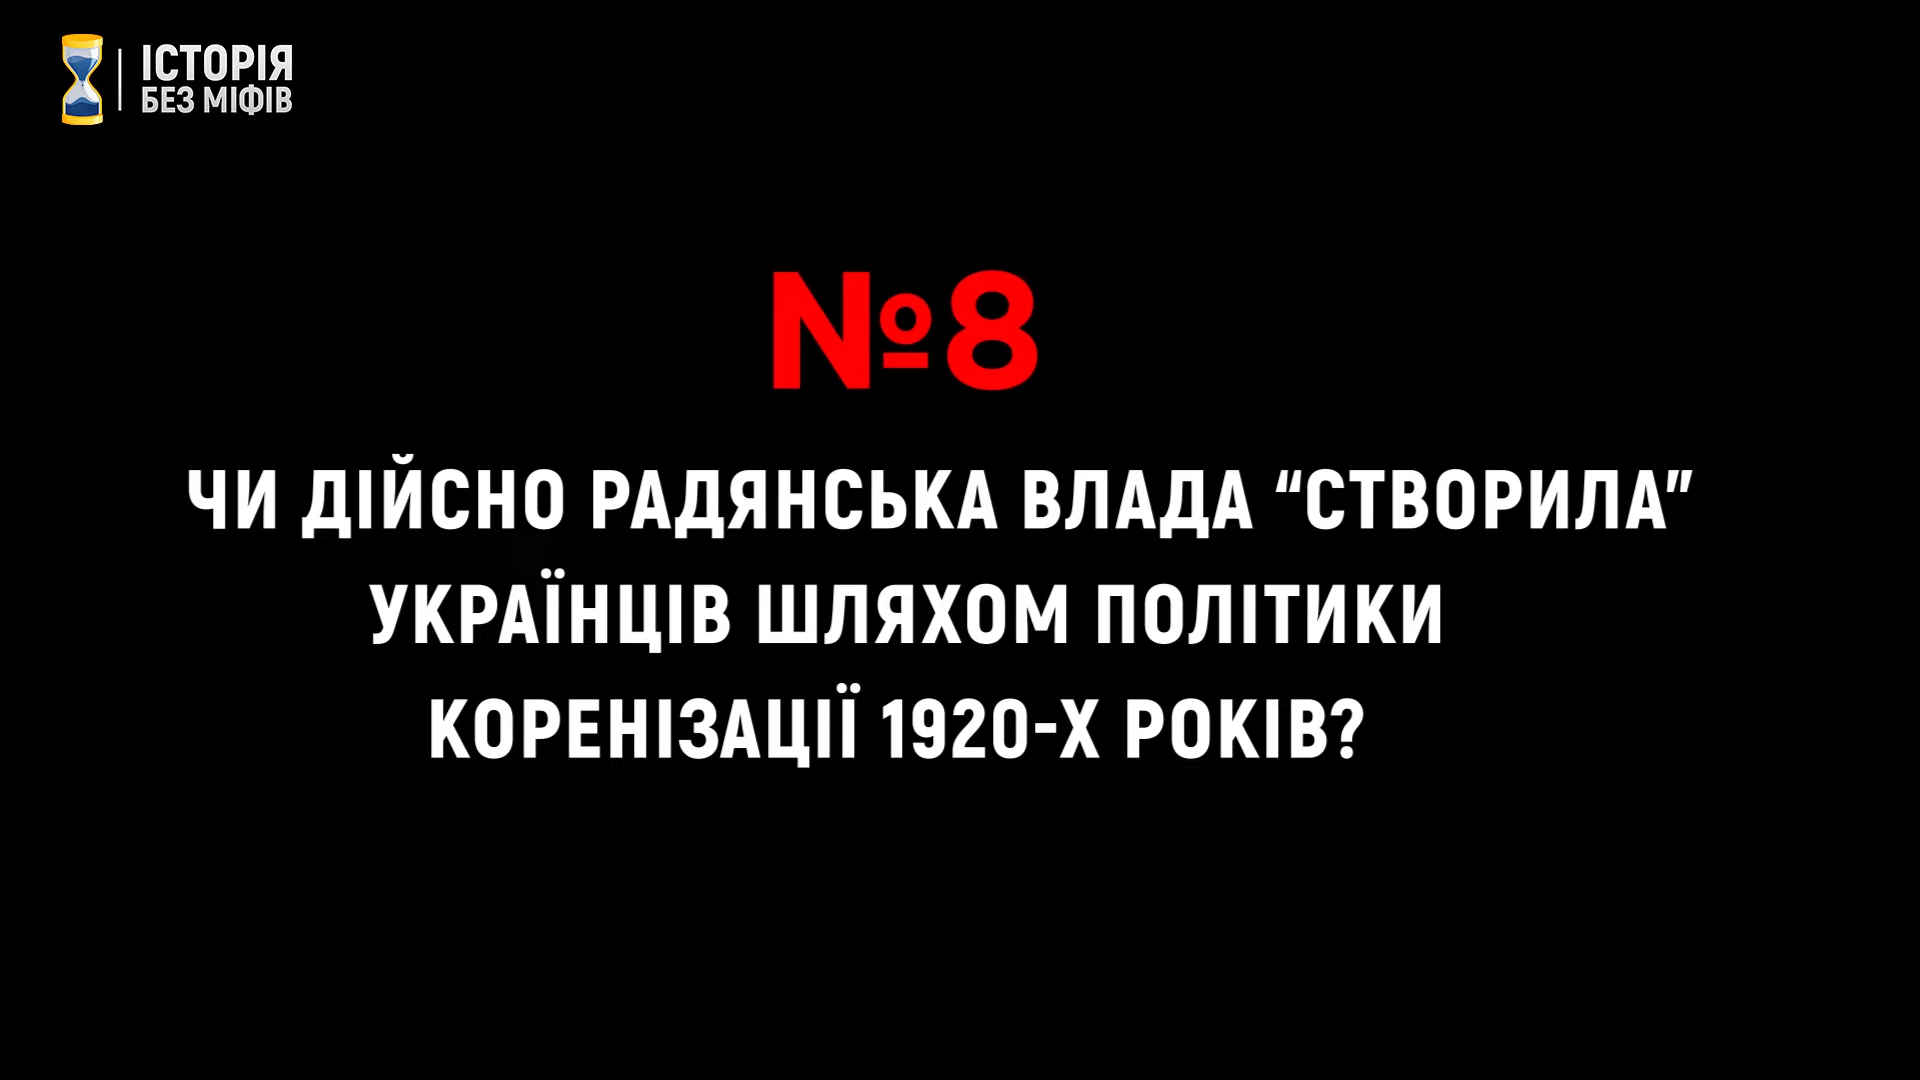 ІСТОРІЯ
БЕЗ МІФІВ
№8
ЧИ ДІЙСНО РАДЯНСЬКА ВЛАДА “СТВОРИЛА”
УКРАЇНЦІВ ШЛЯХОМ ПОЛІТИКИ
КОРЕНІЗАЦІЇ 1920-Х РОКІВ?